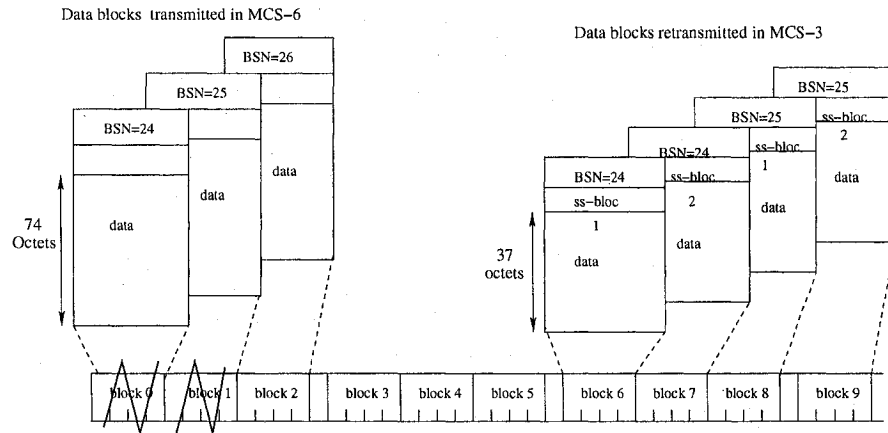 Data blocks transmitted in MCS-6
Data blocks retransmitted in MCS-3
BSN=26
BSN=25
BSN=24
data
data
data
74
Octets
BSN=25
BSN=25
ss-bloc
2
BSN=24
ss-bloc
1
data
BSN=24
ss-bloc
2
data
ss-bloc
1
data
data
37
octets
block 0
block 1
block 2
block 3
block 4
block 5
block 6
block 7
block 8
block 9